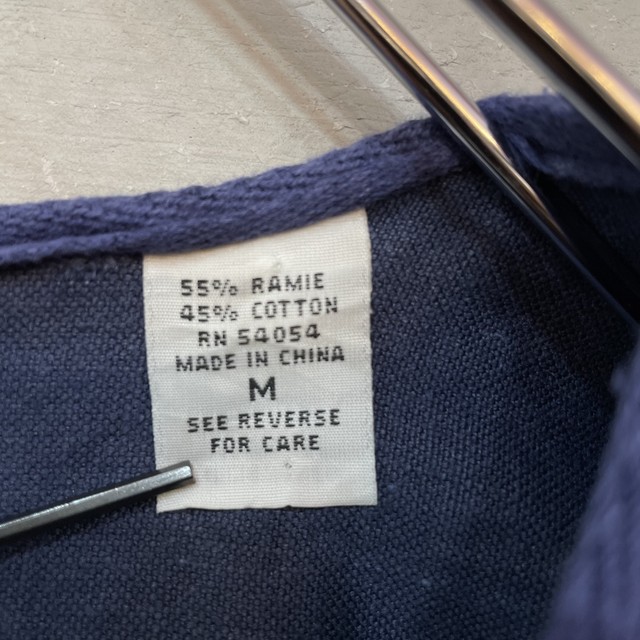 55% RAMIE
45% COTTON
RN 54054
MADE IN CHINA
M
SEE REVERSE
FOR CARE